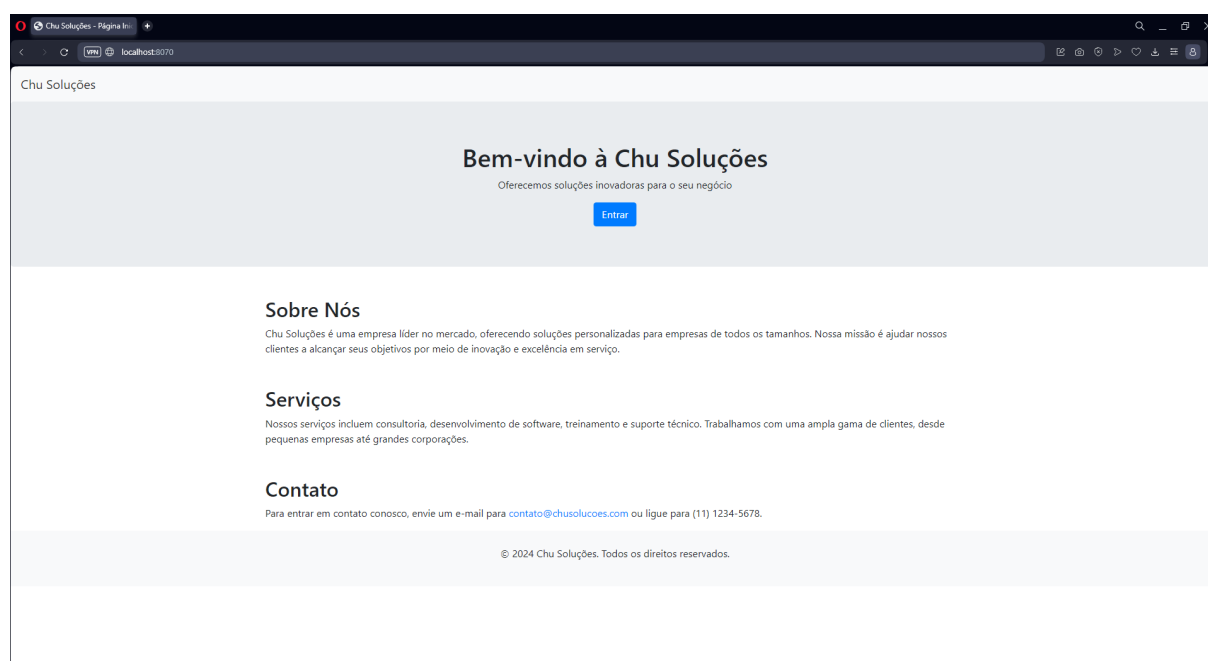 Chu Soluções - Página Ini
VPN localhost:8070
Chu Soluções
Bem-vindo à Chu Soluções
Oferecemos soluções inovadoras para o seu negócio
Entrar
Sobre Nós
Chu Soluções é uma empresa líder no mercado, oferecendo soluções personalizadas para empresas de todos os tamanhos. Nossa missão é ajudar nossos
clientes a alcançar seus objetivos por meio de inovação e excelência em serviço.
Serviços
Nossos serviços incluem consultoria, desenvolvimento de software, treinamento e suporte técnico. Trabalhamos com uma ampla gama de clientes, desde
pequenas empresas até grandes corporações.
Contato
Para entrar em contato conosco, envie um e-mail para contato@chusolucoes.com ou ligue para (11) 1234-5678.
© 2024 Chu Soluções. Todos os direitos reservados.